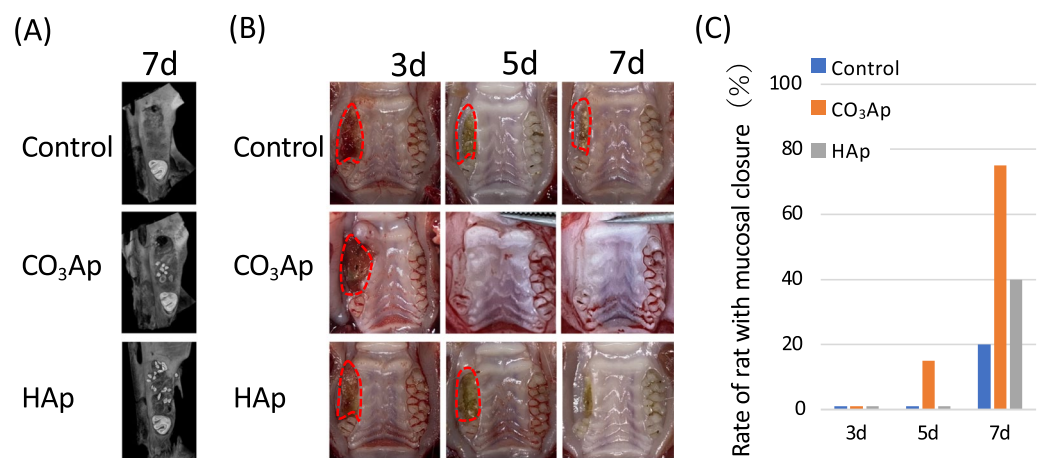 (A)
7d
Control
CO₃Ap
HAp
(B)
3d 5d 7d
Control
CO₃Ap
HAp
(C)
Rate of rat with mucosal closure (%)
100
80
60
40
20
0
Control
CO₃Ap
HAp
3d 5d 7d